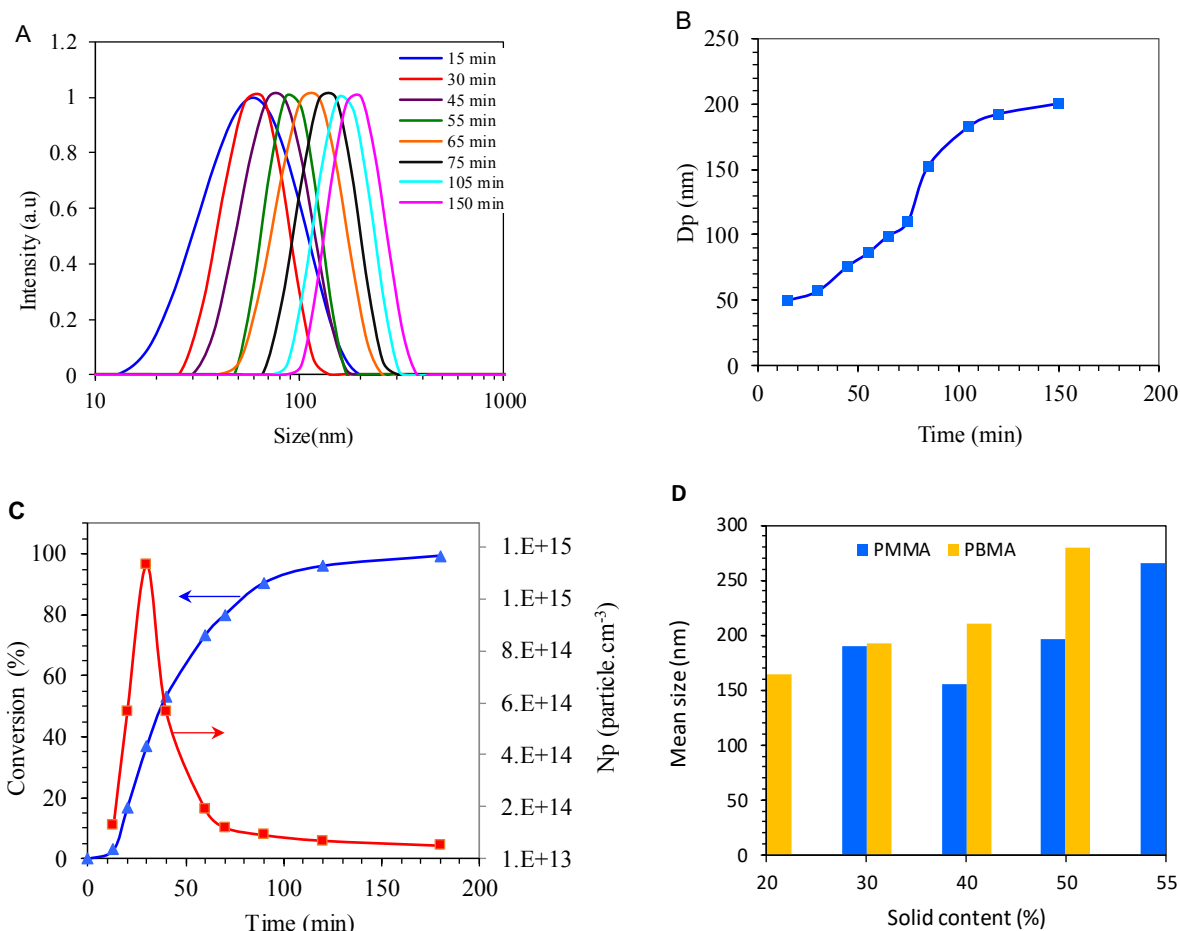 A
1.2
1
0.8
0.6
0.4
0.2
0
Intensity (a.u)
10
100
1000
Size(nm)
15 min
30 min
45 min
55 min
65 min
75 min
105 min
150 min
B
250
200
150
100
50
0
Dp (nm)
0
50
100
150
200
Time (min)
C
100
80
60
40
20
0
Conversion (%)
0
50
100
150
200
Time (min)
1.E+15
1.E+15
8.E+14
6.E+14
4.E+14
2.E+14
1.E+13
Np (particle.cm-3)
D
300
250
200
150
100
50
0
Mean size (nm)
PMMA
PBMA
20
30
40
50
55
Solid content (%)